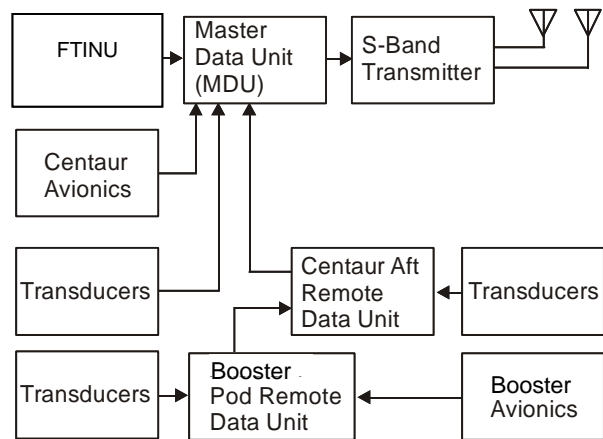 FTINU
Master
Data Unit
(MDU)
S-Band
Transmitter
Centaur
Avionics
Transducers
Centaur Aft
Remote
Data Unit
Transducers
Transducers
Booster
Pod Remote
Data Unit
Booster
Avionics